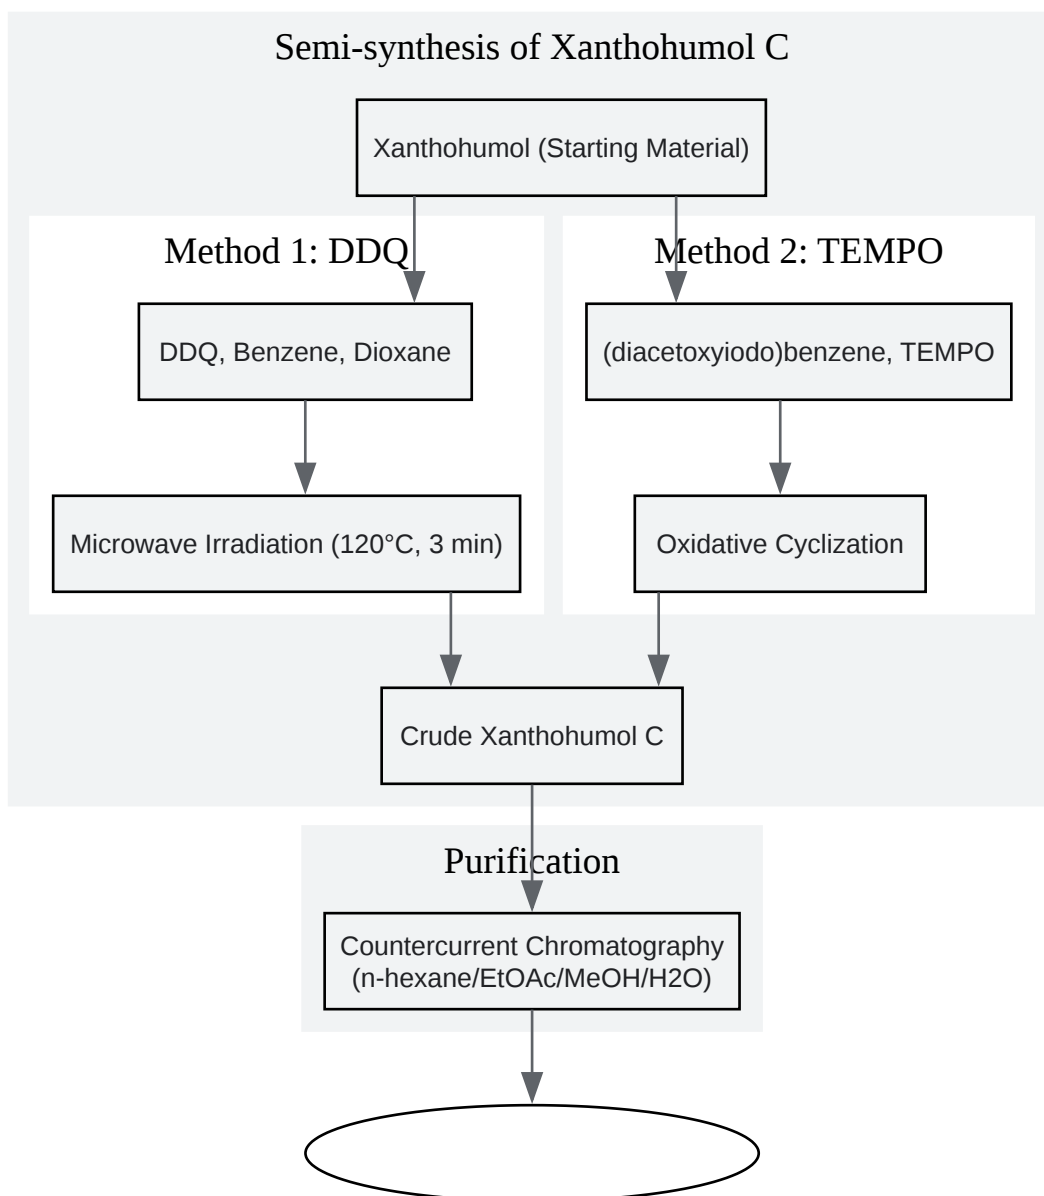 Semi-synthesis of Xanthohumol C
Xanthohumol (Starting Material)
Method 1: DDQ
DDQ, Benzene, Dioxane
Microwave Irradiation (120°C, 3 min)
Method 2: TEMPO
(diacetoxyiodo)benzene, TEMPO
Oxidative Cyclization
Crude Xanthohumol C
Purification
Countercurrent Chromatography
(n-hexane/EtOAc/MeOH/H2O)